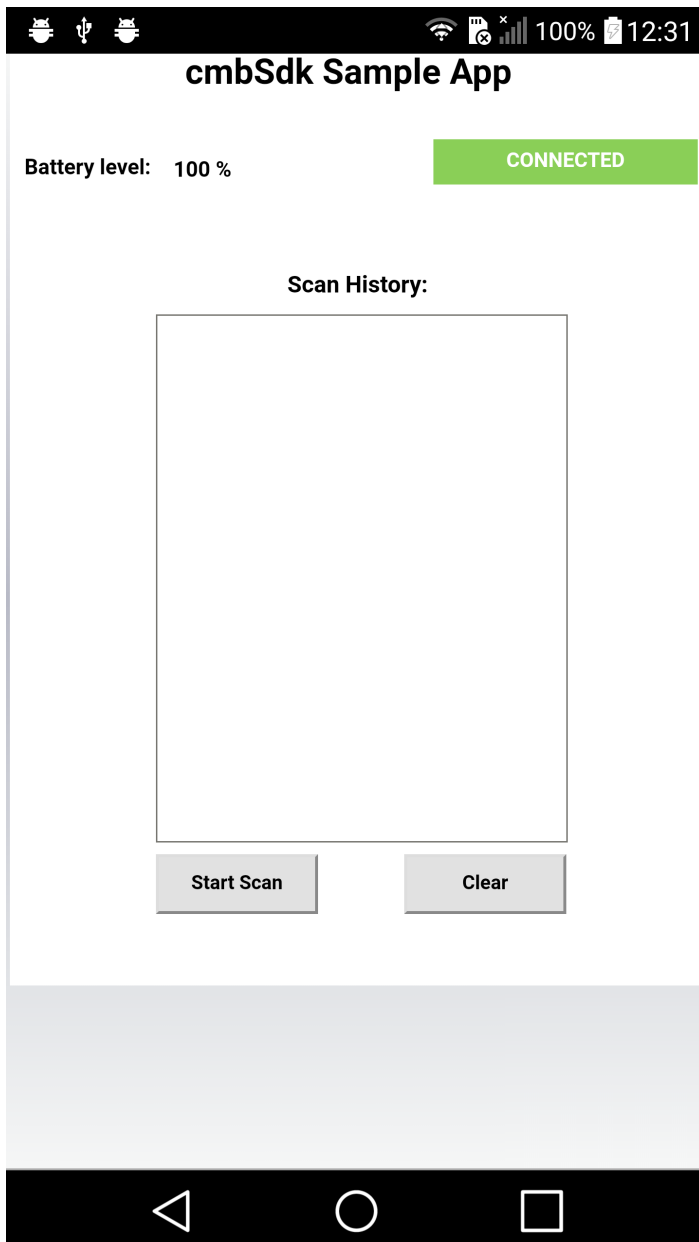 100% 12:31
cmbSdk Sample App
Battery level: 100 % CONNECTED
Scan History:
Start Scan Clear